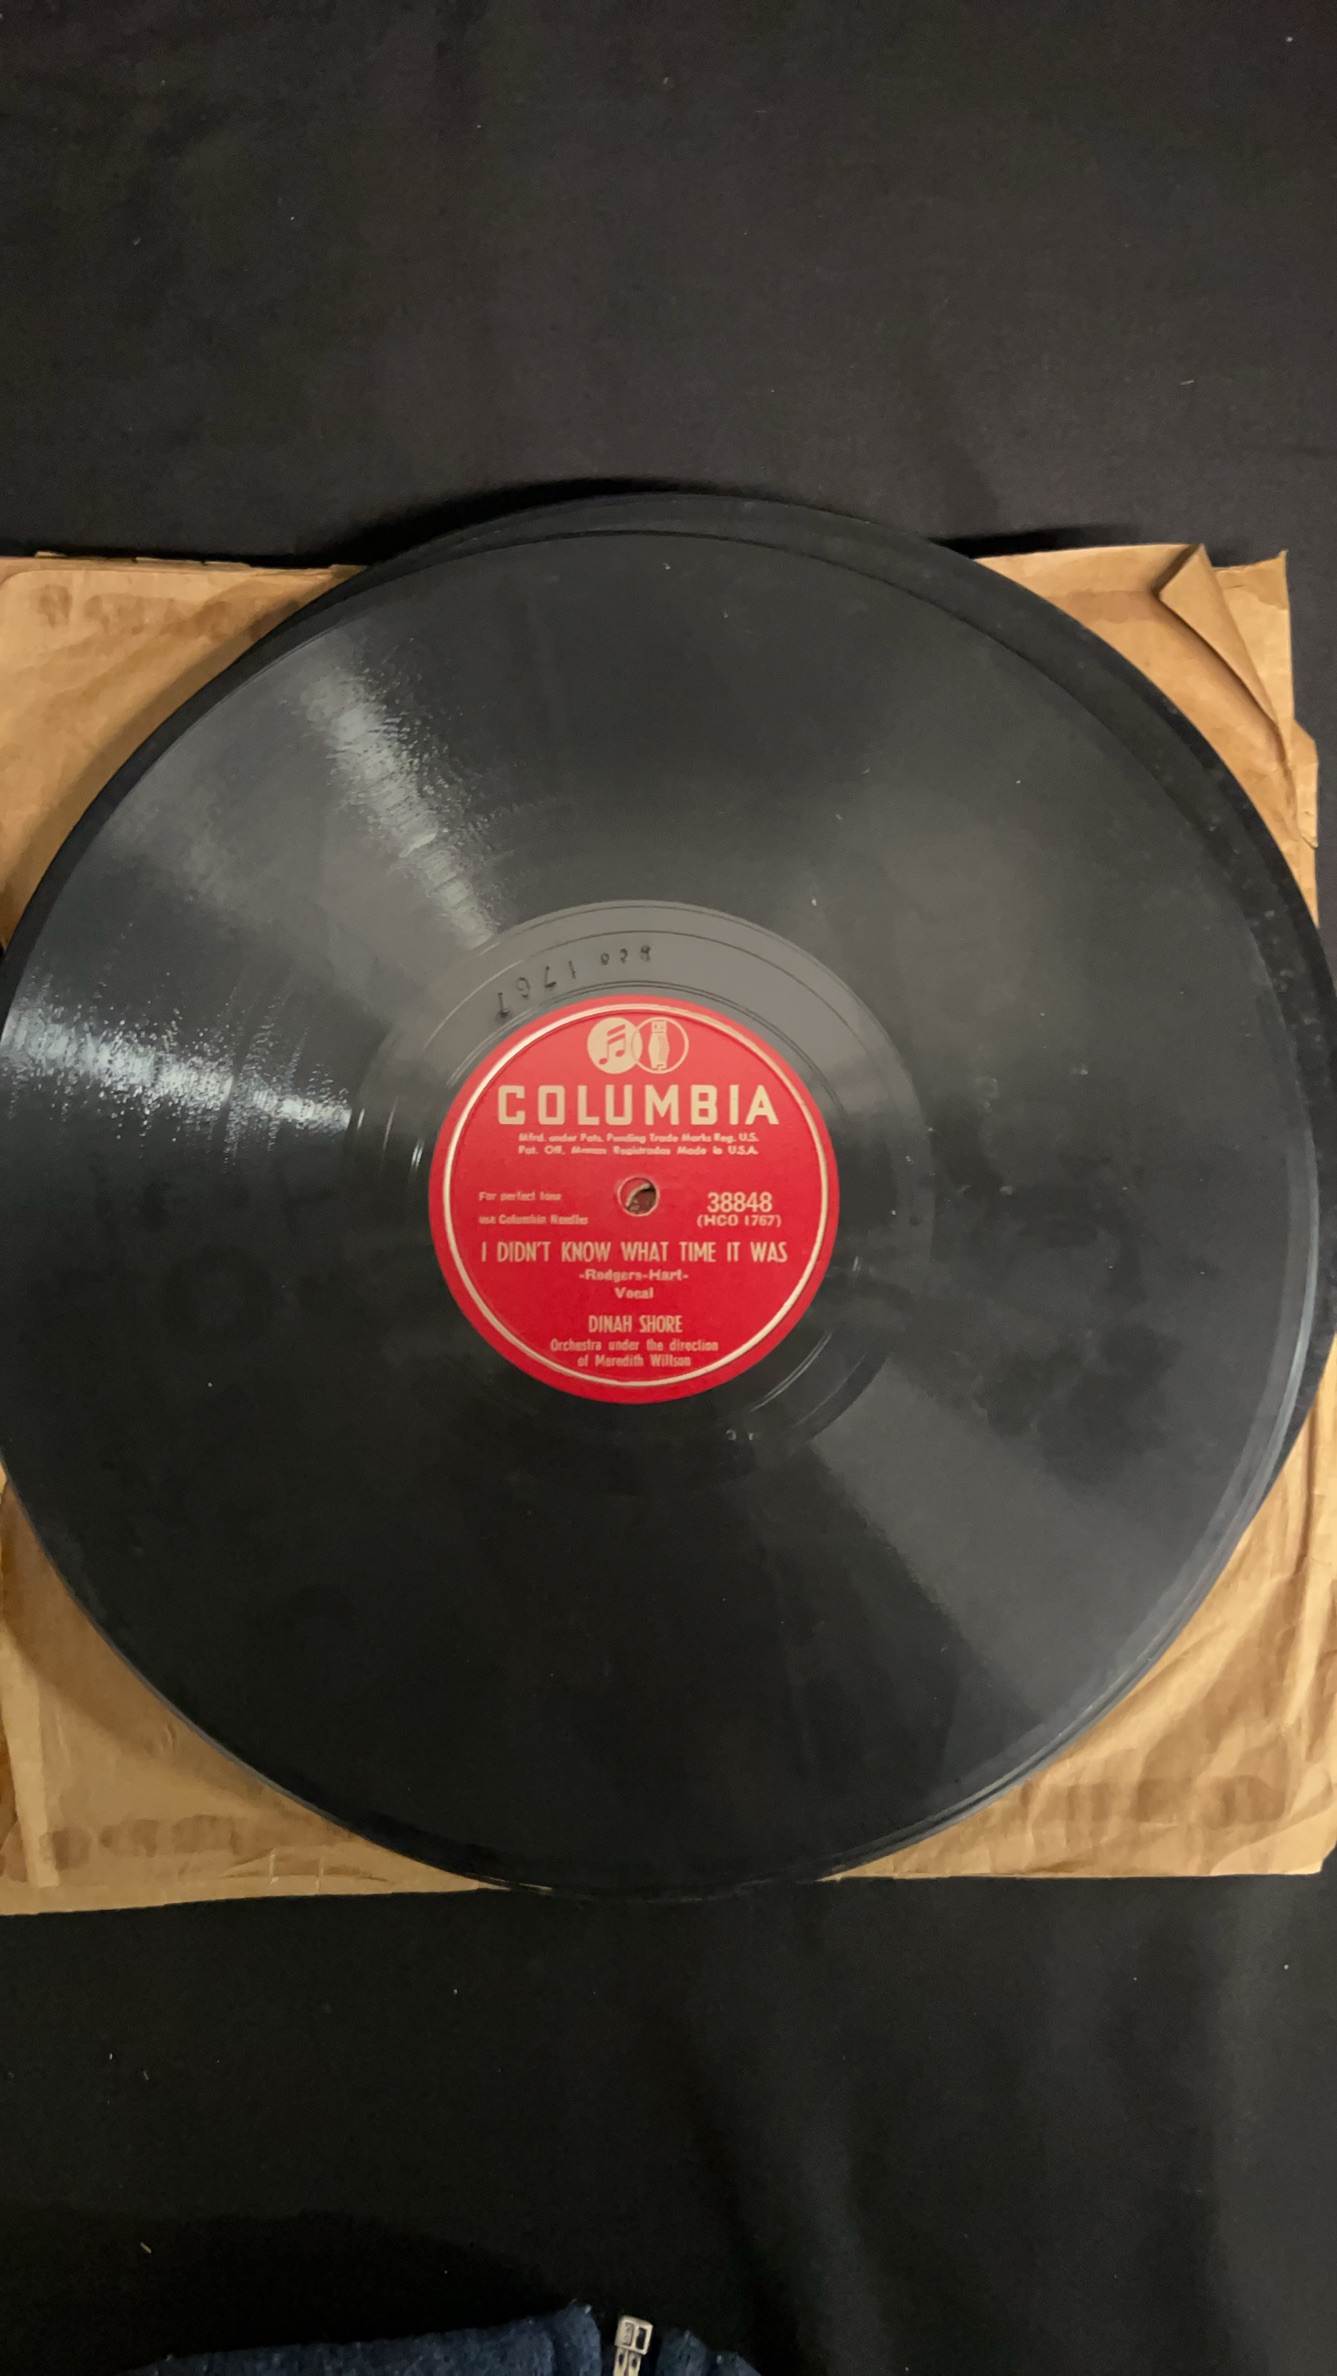 HCO 1767
COLUMBIA
Mfrd. under Pats. Pending Trade Marks Reg. U.S.
Pat. Off. Marcas Registradas Made in U.S.A.
For perfect tone
use Columbia Needles
38848
(HCO 1767)
I DIDN'T KNOW WHAT TIME IT WAS
-Rodgers-Hart-
Vocal
DINAH SHORE
Orchestra under the direction
of Meredith Willson